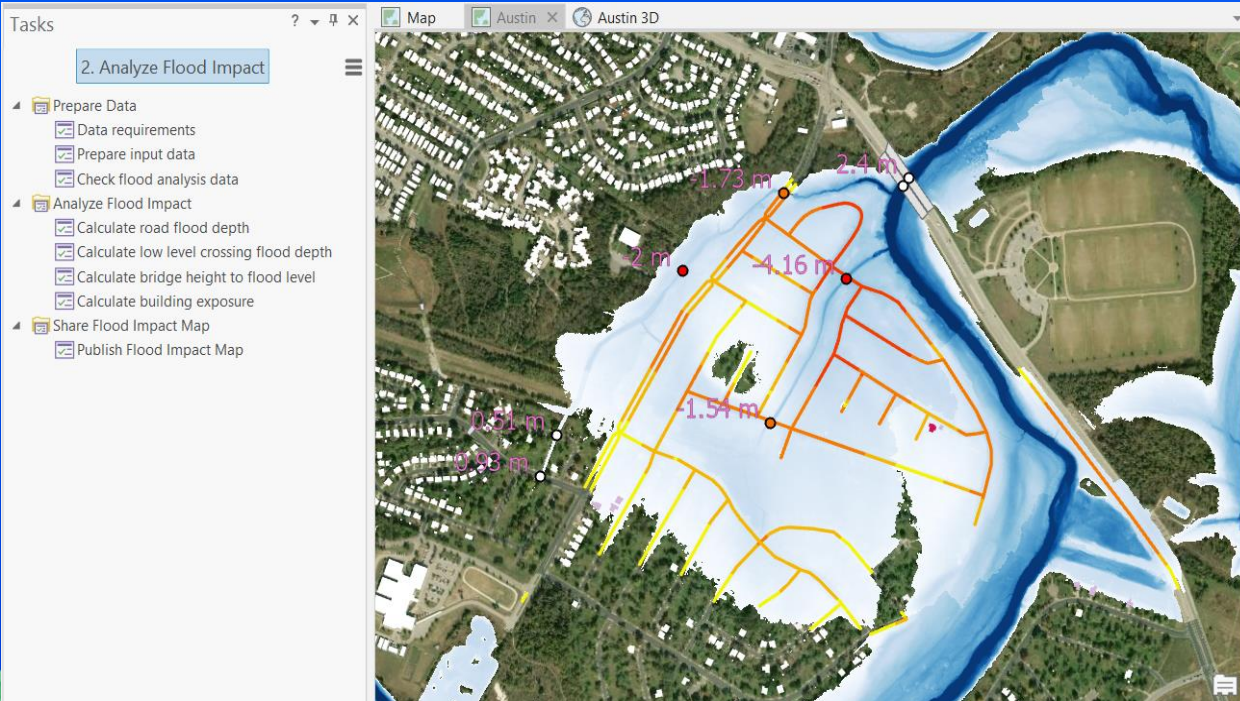 Tasks
?
2. Analyze Flood Impact
Prepare Data
Data requirements
Prepare input data
Check flood analysis data
Analyze Flood Impact
Calculate road flood depth
Calculate low level crossing flood depth
Calculate bridge height to flood level
Calculate building exposure
Share Flood Impact Map
Publish Flood Impact Map
Map
Austin
Austin 3D
2.4 m
-1.73 m
-2 m
-4.16 m
-1.54 m
0.51 m
0.93 m